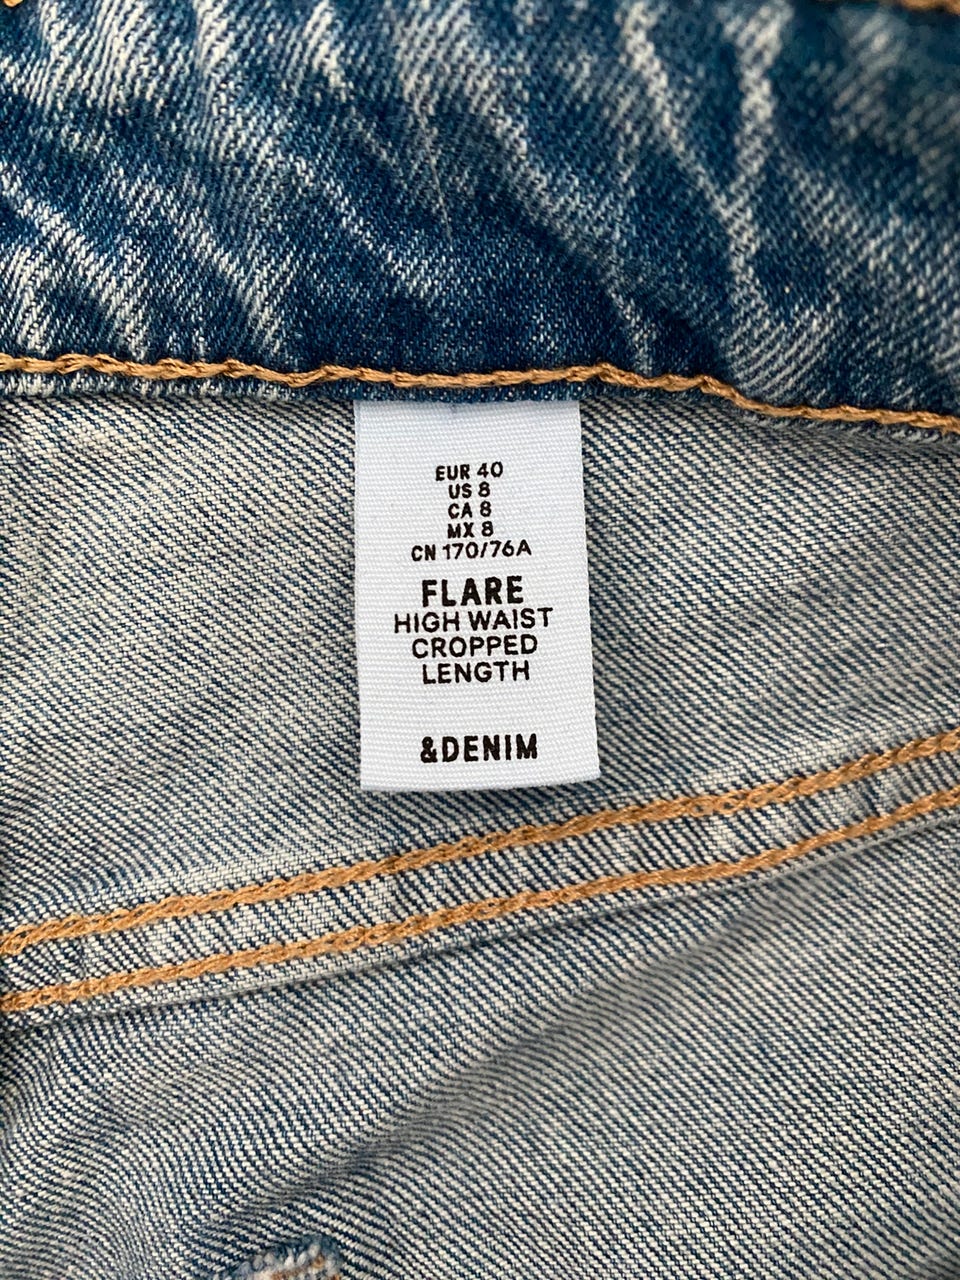 EUR 40
US 8
CA 8
MX 8
CN 170/76A
FLARE
HIGH WAIST
CROPPED
LENGTH
&DENIM